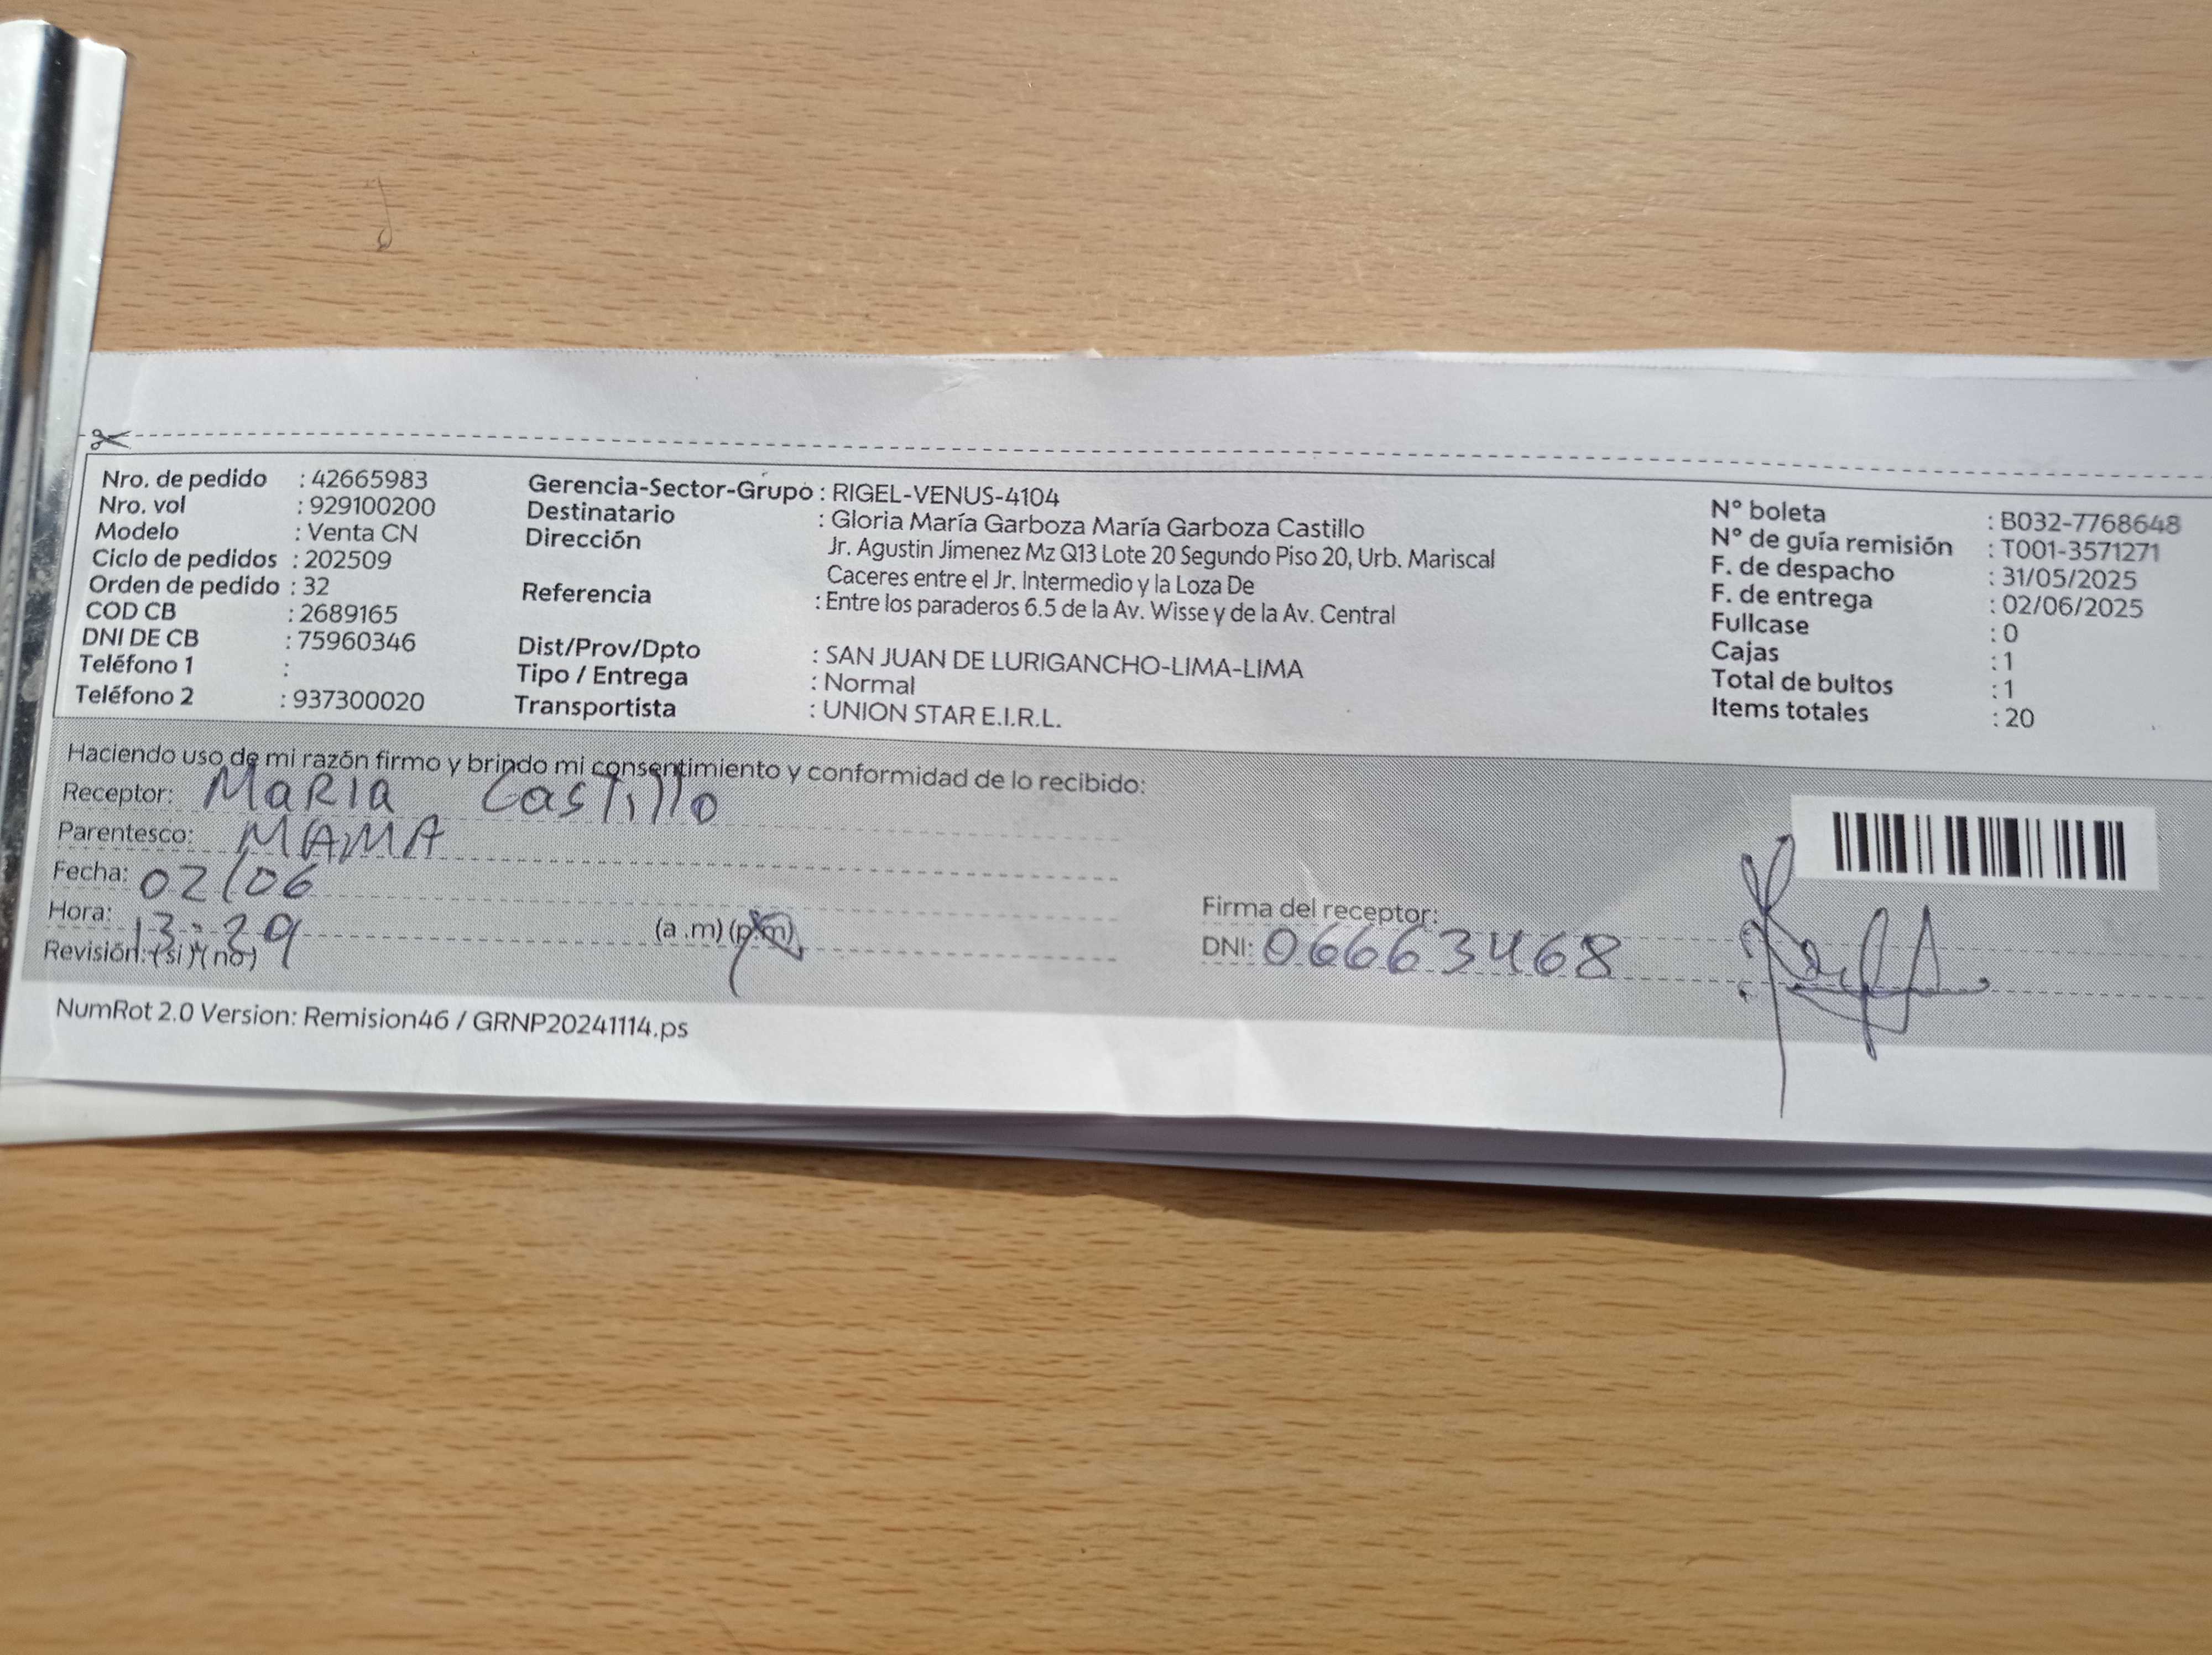 Nro. de pedido : 42665983
Nro. vol : 929100200
Modelo : Venta CN
Ciclo de pedidos : 202509
Orden de pedido : 32
COD CB : 2689165
DNI DE CB : 75960346
Teléfono 1 :
Teléfono 2 : 937300020
Gerencia-Sector-Grupo : RIGEL-VENUS-4104
Destinatario : Gloria María Garboza María Garboza Castillo
Dirección Jr. Agustin Jimenez Mz Q13 Lote 20 Segundo Piso 20, Urb. Mariscal
Caceres entre el Jr. Intermedio y la Loza De
Referencia : Entre los paraderos 6.5 de la Av. Wisse y de la Av. Central
Dist/Prov/Dpto : SAN JUAN DE LURIGANCHO-LIMA-LIMA
Tipo / Entrega : Normal
Transportista : UNION STAR E.I.R.L.
N° boleta : B032-7768648
N° de guía remisión : T001-3571271
F. de despacho : 31/05/2025
F. de entrega : 02/06/2025
Fullcase : 0
Cajas : 1
Total de bultos : 1
Items totales : 20
Haciendo uso de mi razón firmo y brindo mi consentimiento y conformidad de lo recibido:
Receptor: MaRIa CasTillo
Parentesco: MAMA
Fecha: 02/06
Hora: 13:29 (a .m) (p.m)
Revisión: (si) (no)
Firma del receptor:
DNI: 06663468
NumRot 2.0 Version: Remision46 / GRNP20241114.ps